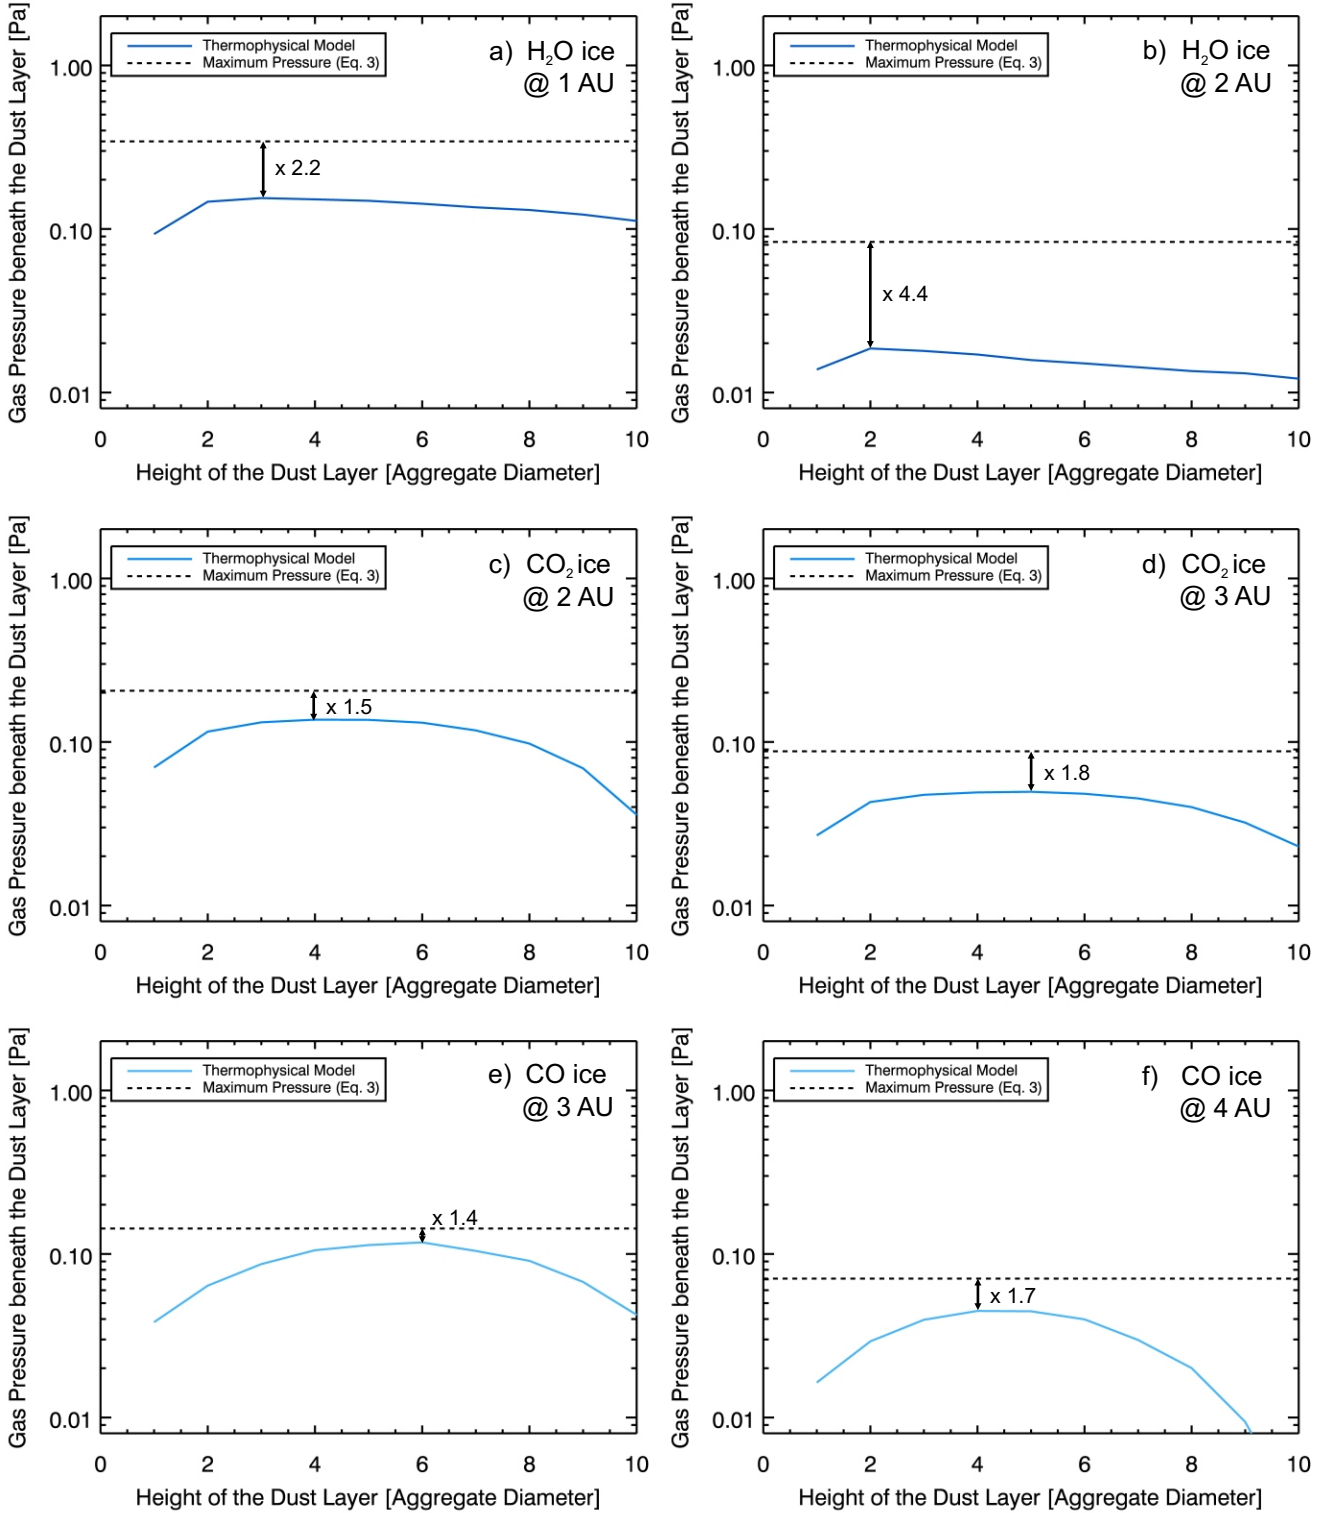 Gas Pressure beneath the Dust Layer [Pa]
1.00
0.10
0.01
Thermophysical Model
Maximum Pressure (Eq. 3)
a) H₂O ice
@ 1 AU
x 2.2
0 2 4 6 8 10
Height of the Dust Layer [Aggregate Diameter]
Gas Pressure beneath the Dust Layer [Pa]
1.00
0.10
0.01
Thermophysical Model
Maximum Pressure (Eq. 3)
b) H₂O ice
@ 2 AU
x 4.4
0 2 4 6 8 10
Height of the Dust Layer [Aggregate Diameter]
Gas Pressure beneath the Dust Layer [Pa]
1.00
0.10
0.01
Thermophysical Model
Maximum Pressure (Eq. 3)
c) CO₂ ice
@ 2 AU
x 1.5
0 2 4 6 8 10
Height of the Dust Layer [Aggregate Diameter]
Gas Pressure beneath the Dust Layer [Pa]
1.00
0.10
0.01
Thermophysical Model
Maximum Pressure (Eq. 3)
d) CO₂ ice
@ 3 AU
x 1.8
0 2 4 6 8 10
Height of the Dust Layer [Aggregate Diameter]
Gas Pressure beneath the Dust Layer [Pa]
1.00
0.10
0.01
Thermophysical Model
Maximum Pressure (Eq. 3)
e) CO ice
@ 3 AU
x 1.4
0 2 4 6 8 10
Height of the Dust Layer [Aggregate Diameter]
Gas Pressure beneath the Dust Layer [Pa]
1.00
0.10
0.01
Thermophysical Model
Maximum Pressure (Eq. 3)
f) CO ice
@ 4 AU
x 1.7
0 2 4 6 8 10
Height of the Dust Layer [Aggregate Diameter]